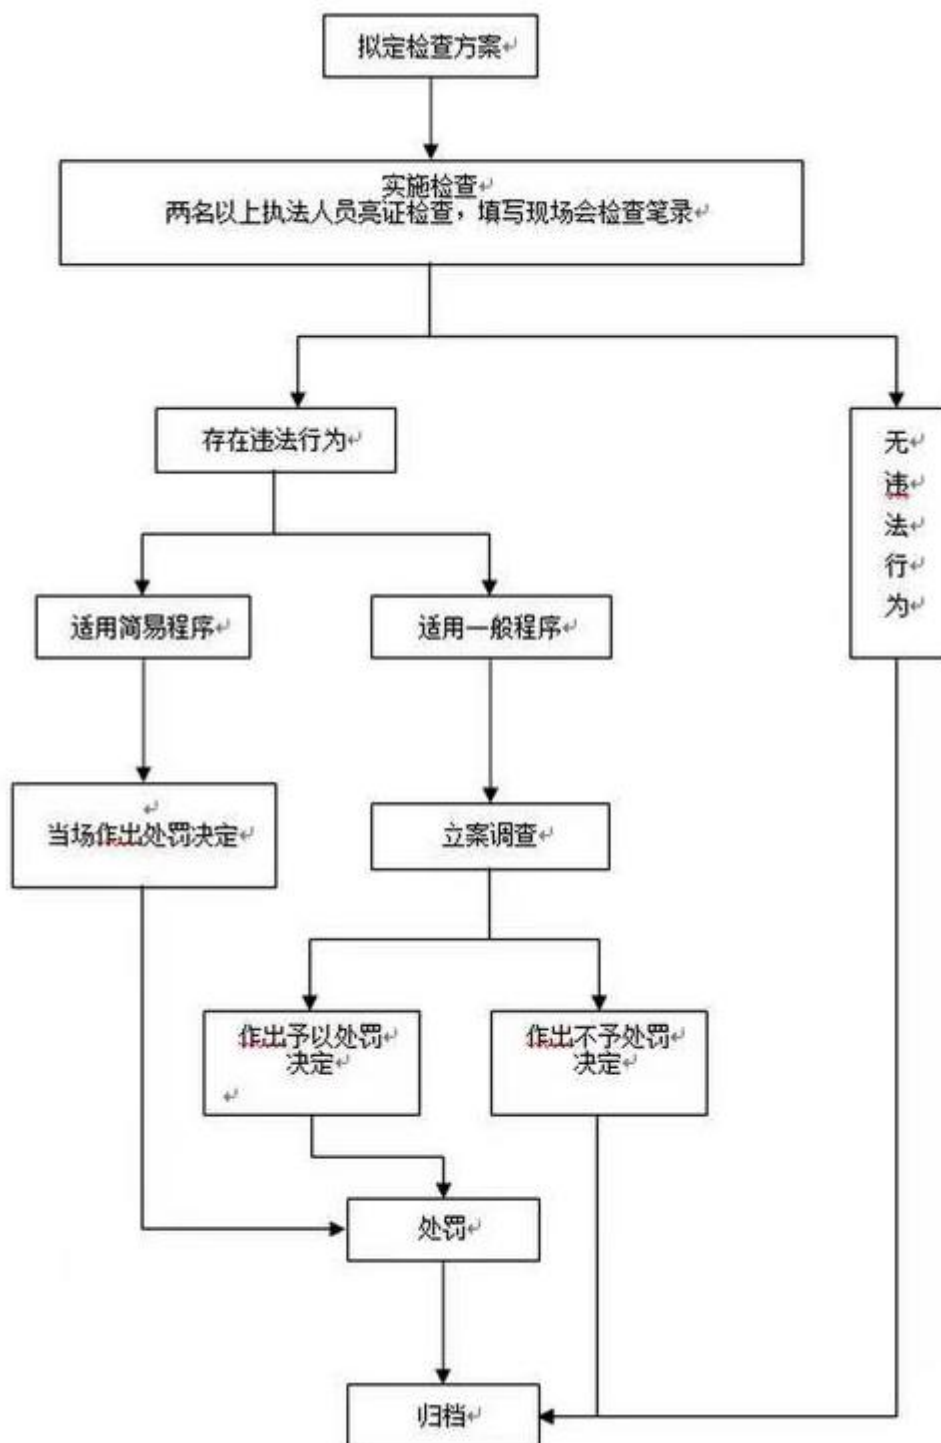 拟定检查方案
实施检查
两名以上执法人员亮证检查，填写现场会检查笔录
存在违法行为
无
违
法
行
为
适用简易程序
适用一般程序
当场作出处罚决定
立案调查
作出予以处罚
决定
作出不予处罚
决定
处罚
归档